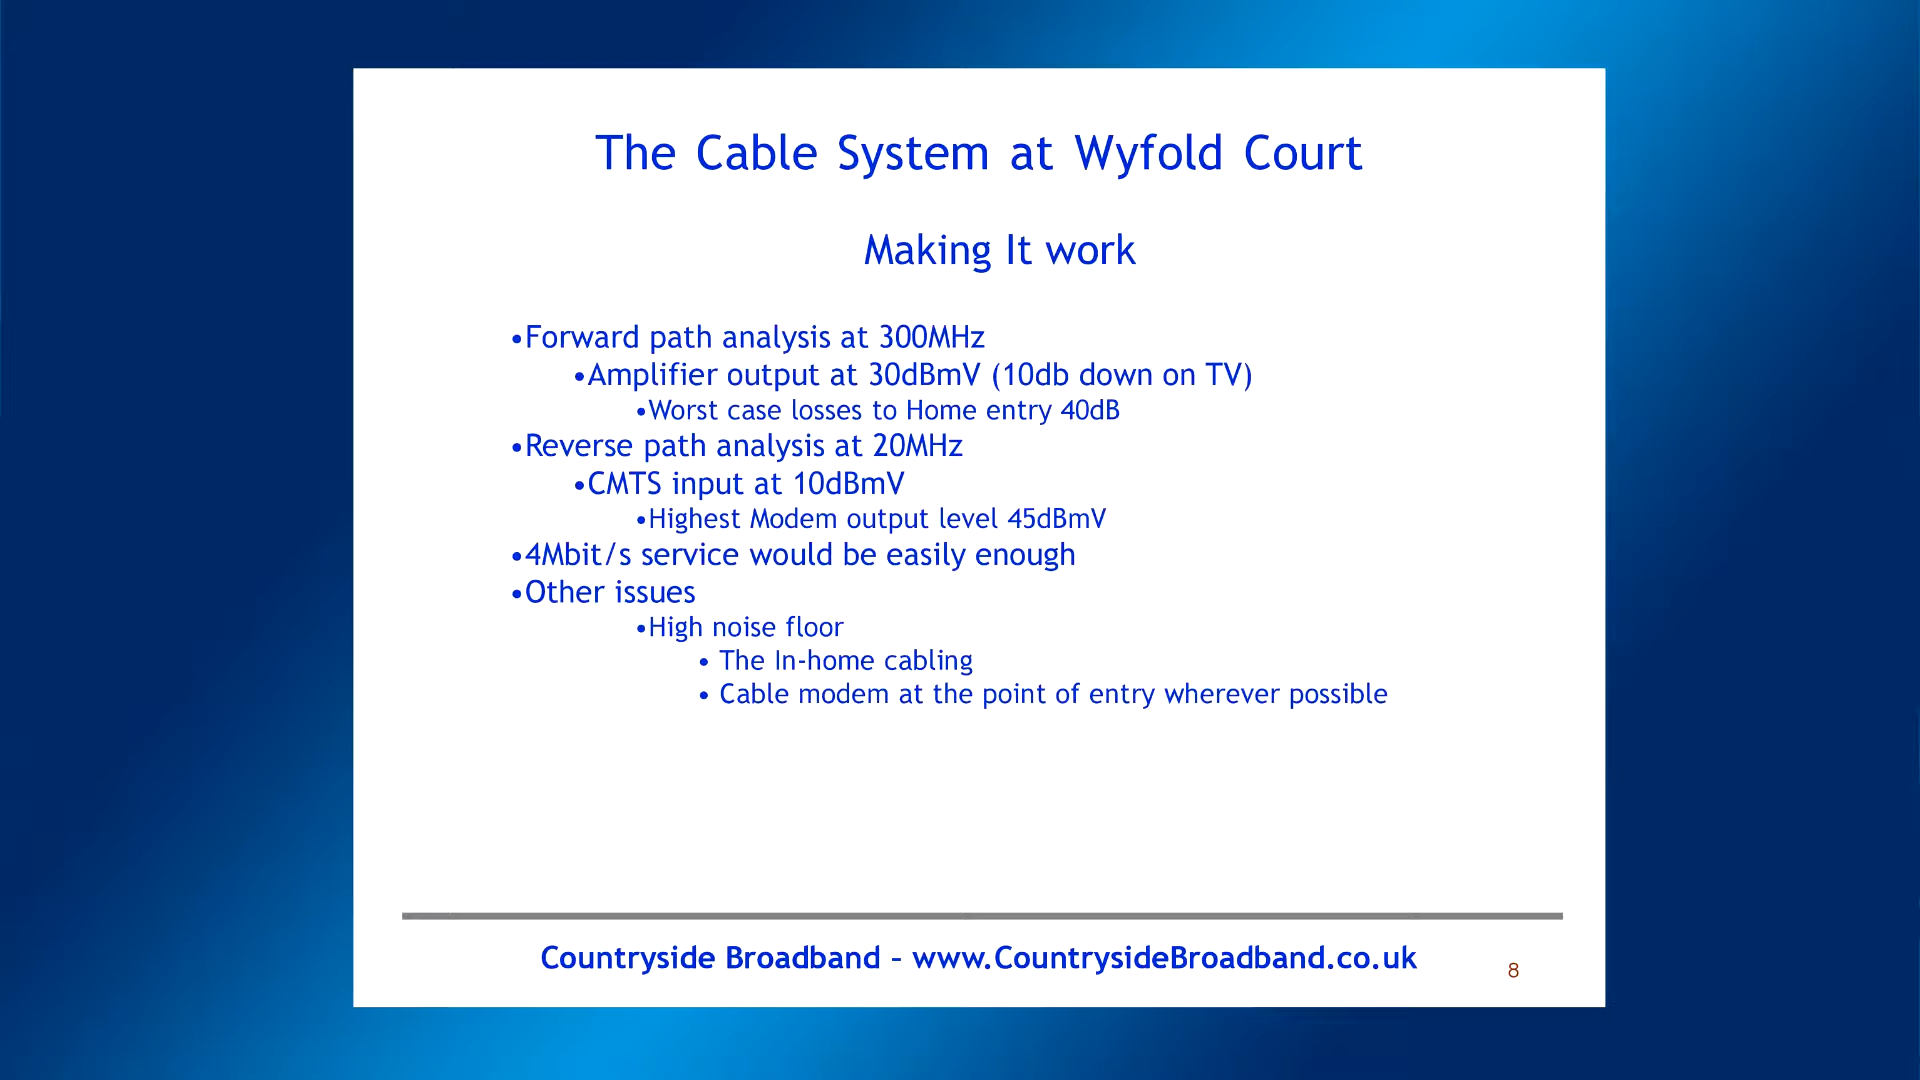 The Cable System at Wyfold Court
Making It work
•Forward path analysis at 300MHz
•Amplifier output at 30dBmV (10db down on TV)
•Worst case losses to Home entry 40dB
•Reverse path analysis at 20MHz
•CMTS input at 10dBmV
•Highest Modem output level 45dBmV
•4Mbit/s service would be easily enough
•Other issues
•High noise floor
• The In-home cabling
• Cable modem at the point of entry wherever possible
Countryside Broadband – www.CountrysideBroadband.co.uk
8